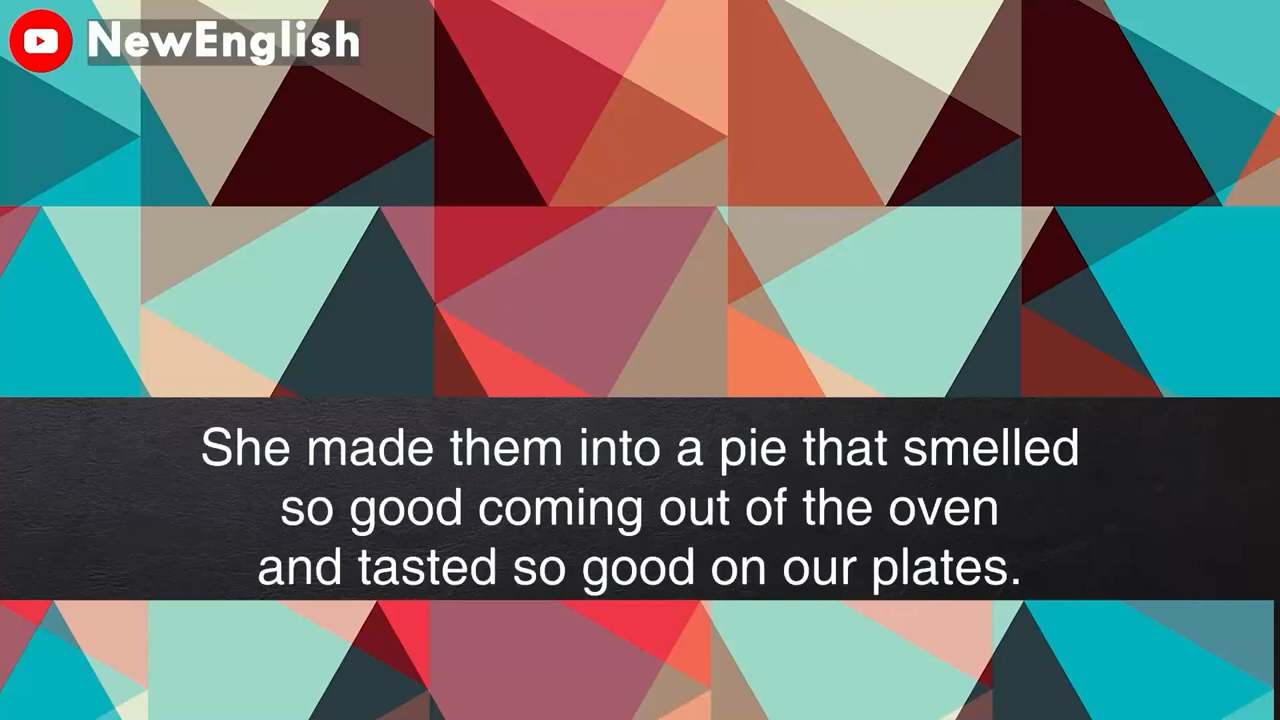 NewEnglish
She made them into a pie that smelled
so good coming out of the oven
and tasted so good on our plates.